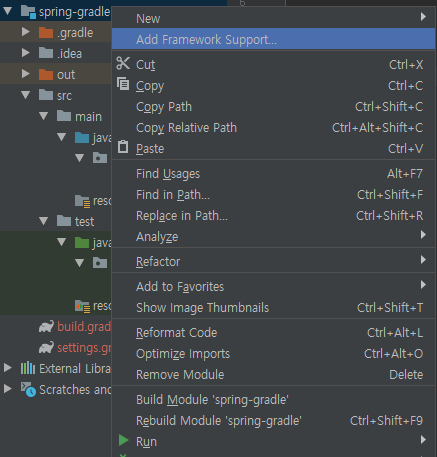 spring-gradle
.gradle
.idea
out
src
main
java
resc
test
java
resc
build.grad
settings.gr
External Libra
Scratches and
6
New
Add Framework Support...
Cut Ctrl+X
Copy Ctrl+C
Copy Path Ctrl+Shift+C
Copy Relative Path Ctrl+Alt+Shift+C
Paste Ctrl+V
Find Usages Alt+F7
Find in Path... Ctrl+Shift+F
Replace in Path... Ctrl+Shift+R
Analyze
Refactor
Add to Favorites
Show Image Thumbnails Ctrl+Shift+T
Reformat Code Ctrl+Alt+L
Optimize Imports Ctrl+Alt+O
Remove Module Delete
Build Module 'spring-gradle'
Rebuild Module 'spring-gradle' Ctrl+Shift+F9
Run